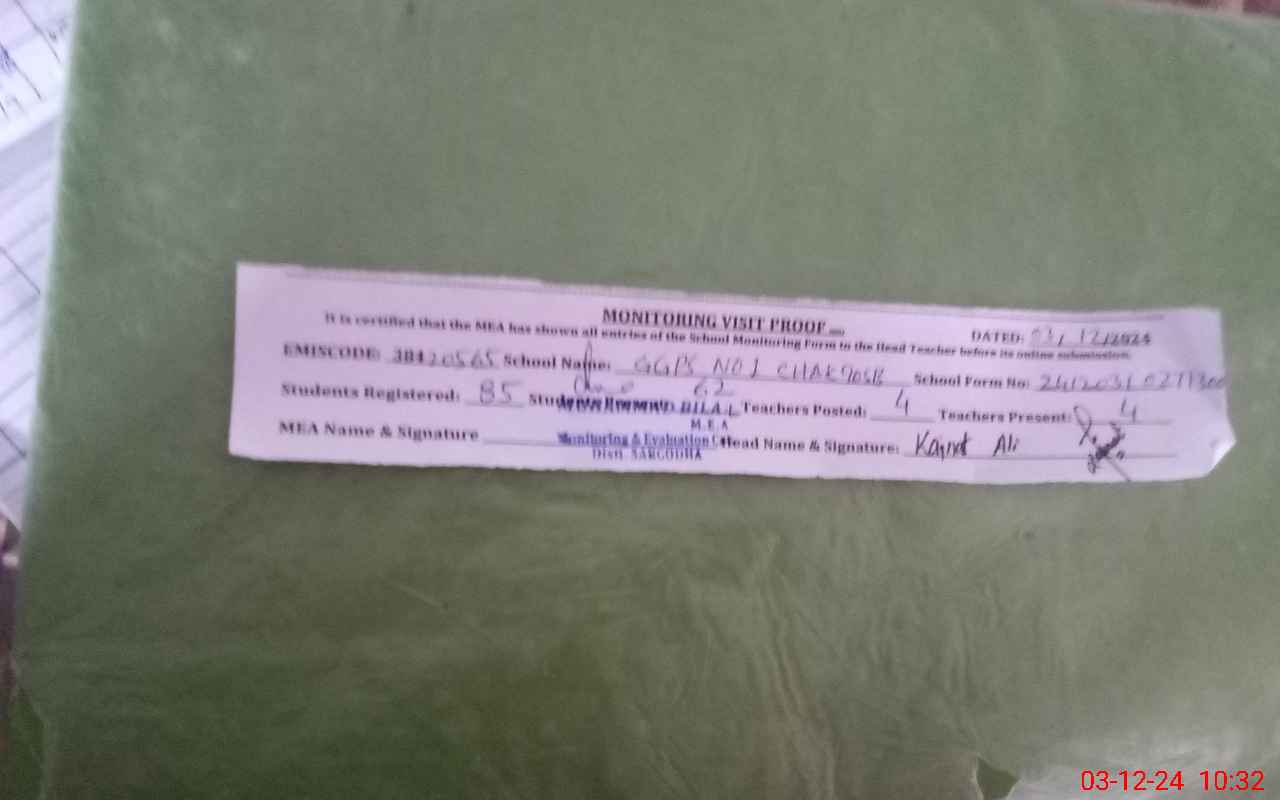 MONITORING VISIT PROOF
DATED: 03/12/2024
It is certified that the MEA has shown all entries of the School Monitoring Form to the Head Teacher before its online submission.
EMISCODE: 38420565 School Name: GGPS NO 1 CHAK 90SB School Form No:
Students Registered: 85 62 Teachers Posted: 4 Teachers Present: 4
BILAL
M.E.A
MEA Name & Signature Monitoring & Evaluation Head Name & Signature: Ali
Distt. SARGODHA
03-12-24 10:32